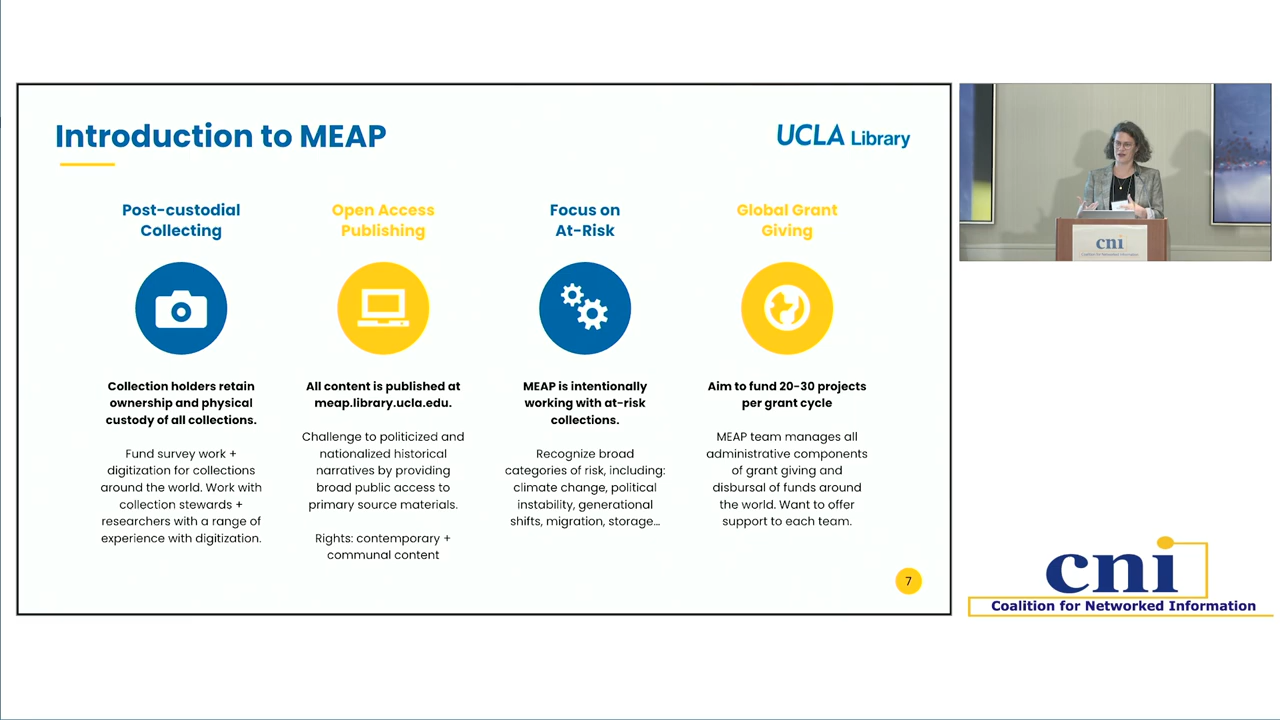 Introduction to MEAP
UCLA Library
Post-custodial
Collecting
Collection holders retain
ownership and physical
custody of all collections.
Fund survey work +
digitization for collections
around the world. Work with
collection stewards +
researchers with a range of
experience with digitization.
Open Access
Publishing
All content is published at
meap.library.ucla.edu.
Challenge to politicized and
nationalized historical
narratives by providing
broad public access to
primary source materials.
Rights: contemporary +
communal content
Focus on
At-Risk
MEAP is intentionally
working with at-risk
collections.
Recognize broad
categories of risk, including:
climate change, political
instability, generational
shifts, migration, storage...
Global Grant
Giving
Aim to fund 20-30 projects
per grant cycle
MEAP team manages all
administrative components
of grant giving and
disbursal of funds around
the world. Want to offer
support to each team.
7
cni
Coalition for Networked Information
cni
Coalition for Networked Information